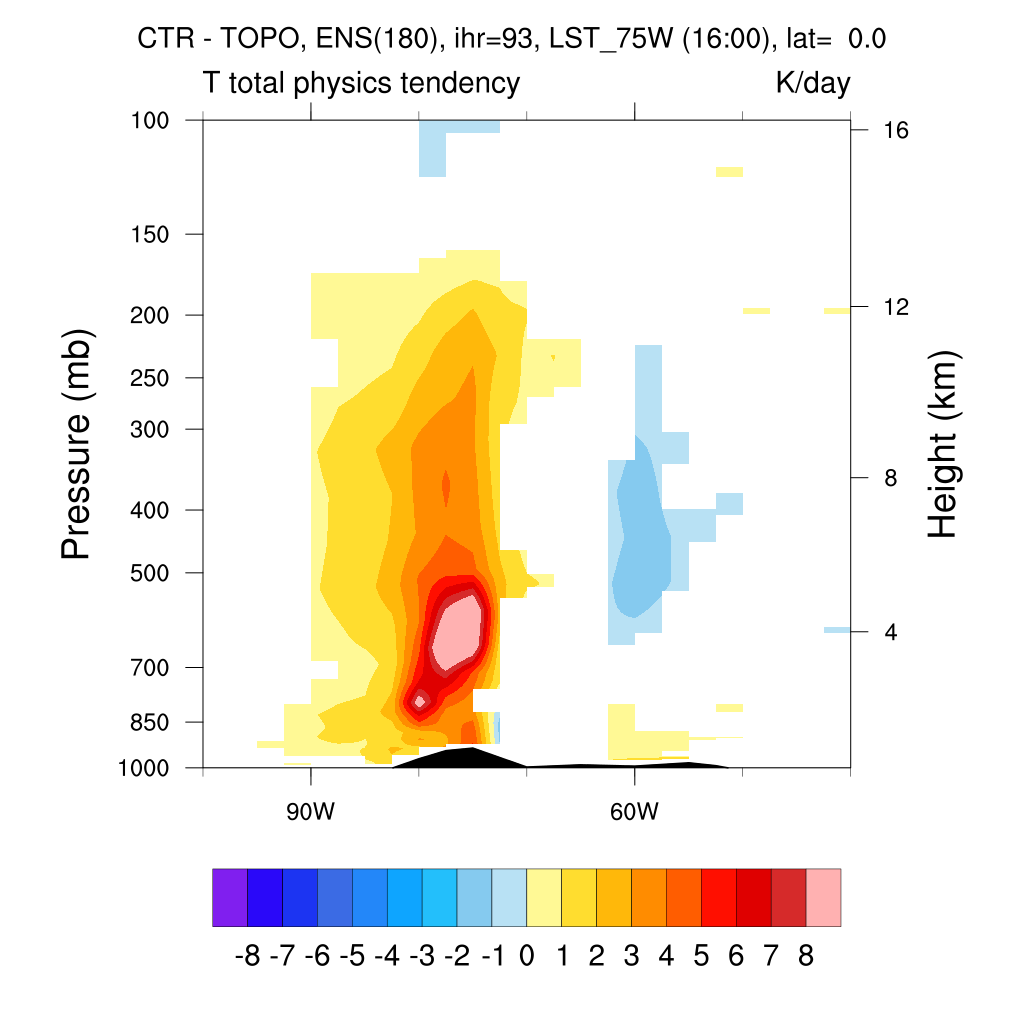 CTR - TOPO, ENS(180), ihr=93, LST_75W (16:00), lat=  0.0
T total physics tendency K/day
100
150
200
250
300
400
500
700
850
1000
Pressure (mb)
16
12
8
4
Height (km)
90W 60W
-8 -7 -6 -5 -4 -3 -2 -1 0 1 2 3 4 5 6 7 8